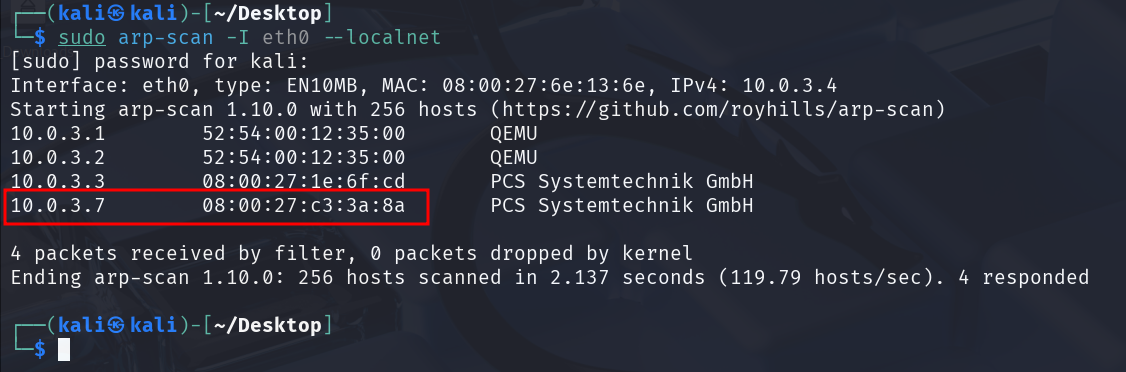 ┌──(kali㉿kali)-[~/Desktop]
└─$ sudo arp-scan -I eth0 --localnet
[sudo] password for kali:
Interface: eth0, type: EN10MB, MAC: 08:00:27:6e:13:6e, IPv4: 10.0.3.4
Starting arp-scan 1.10.0 with 256 hosts (https://github.com/royhills/arp-scan)
10.0.3.1        52:54:00:12:35:00       QEMU
10.0.3.2        52:54:00:12:35:00       QEMU
10.0.3.3        08:00:27:1e:6f:cd       PCS Systemtechnik GmbH
10.0.3.7        08:00:27:c3:3a:8a       PCS Systemtechnik GmbH
4 packets received by filter, 0 packets dropped by kernel
Ending arp-scan 1.10.0: 256 hosts scanned in 2.137 seconds (119.79 hosts/sec). 4 responded
┌──(kali㉿kali)-[~/Desktop]
└─$